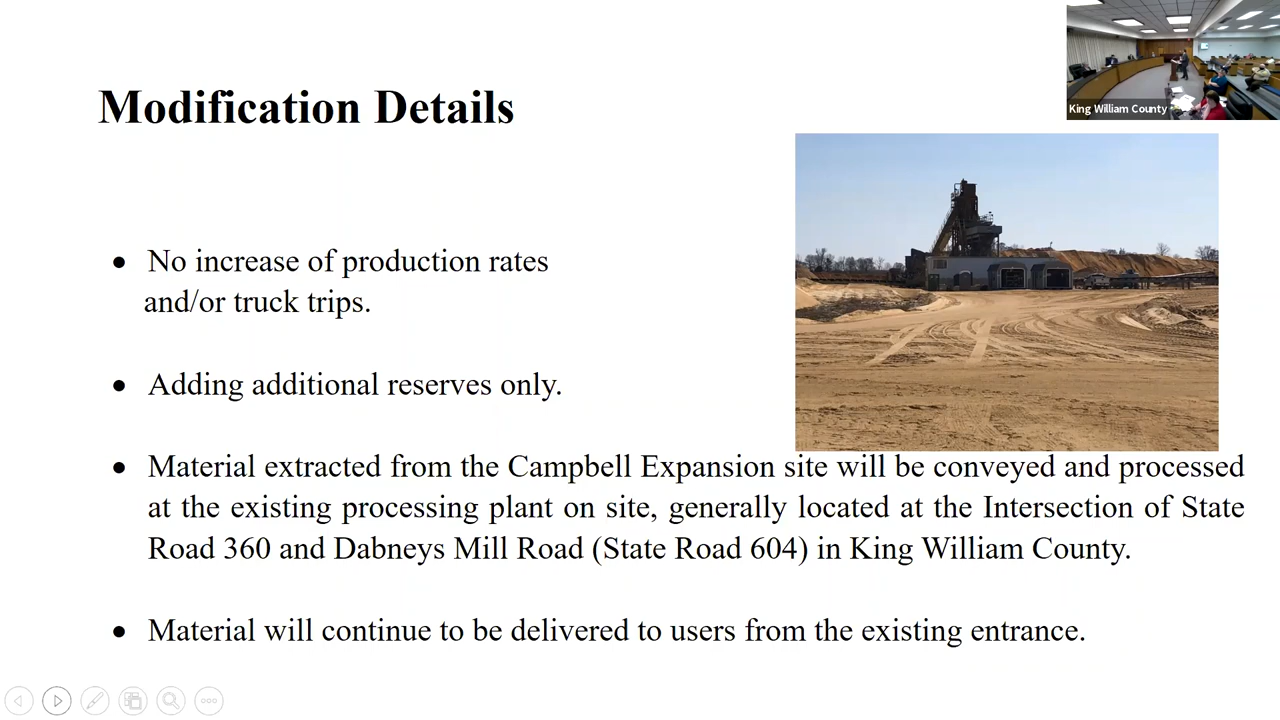 King William County
Modification Details
• No increase of production rates
and/or truck trips.
• Adding additional reserves only.
• Material extracted from the Campbell Expansion site will be conveyed and processed
at the existing processing plant on site, generally located at the Intersection of State
Road 360 and Dabneys Mill Road (State Road 604) in King William County.
• Material will continue to be delivered to users from the existing entrance.